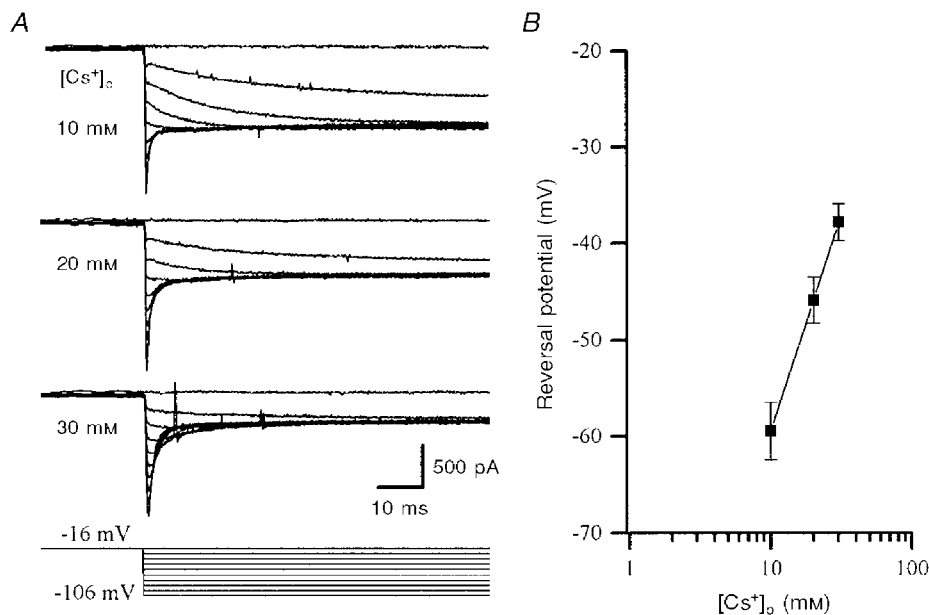 A
[Cs⁺]ₒ
10 mM
20 mM
30 mM
500 pA
10 ms
-16 mV
-106 mV
B
Reversal potential (mV)
-20
-30
-40
-50
-60
-70
1
10
100
[Cs⁺]ₒ (mM)